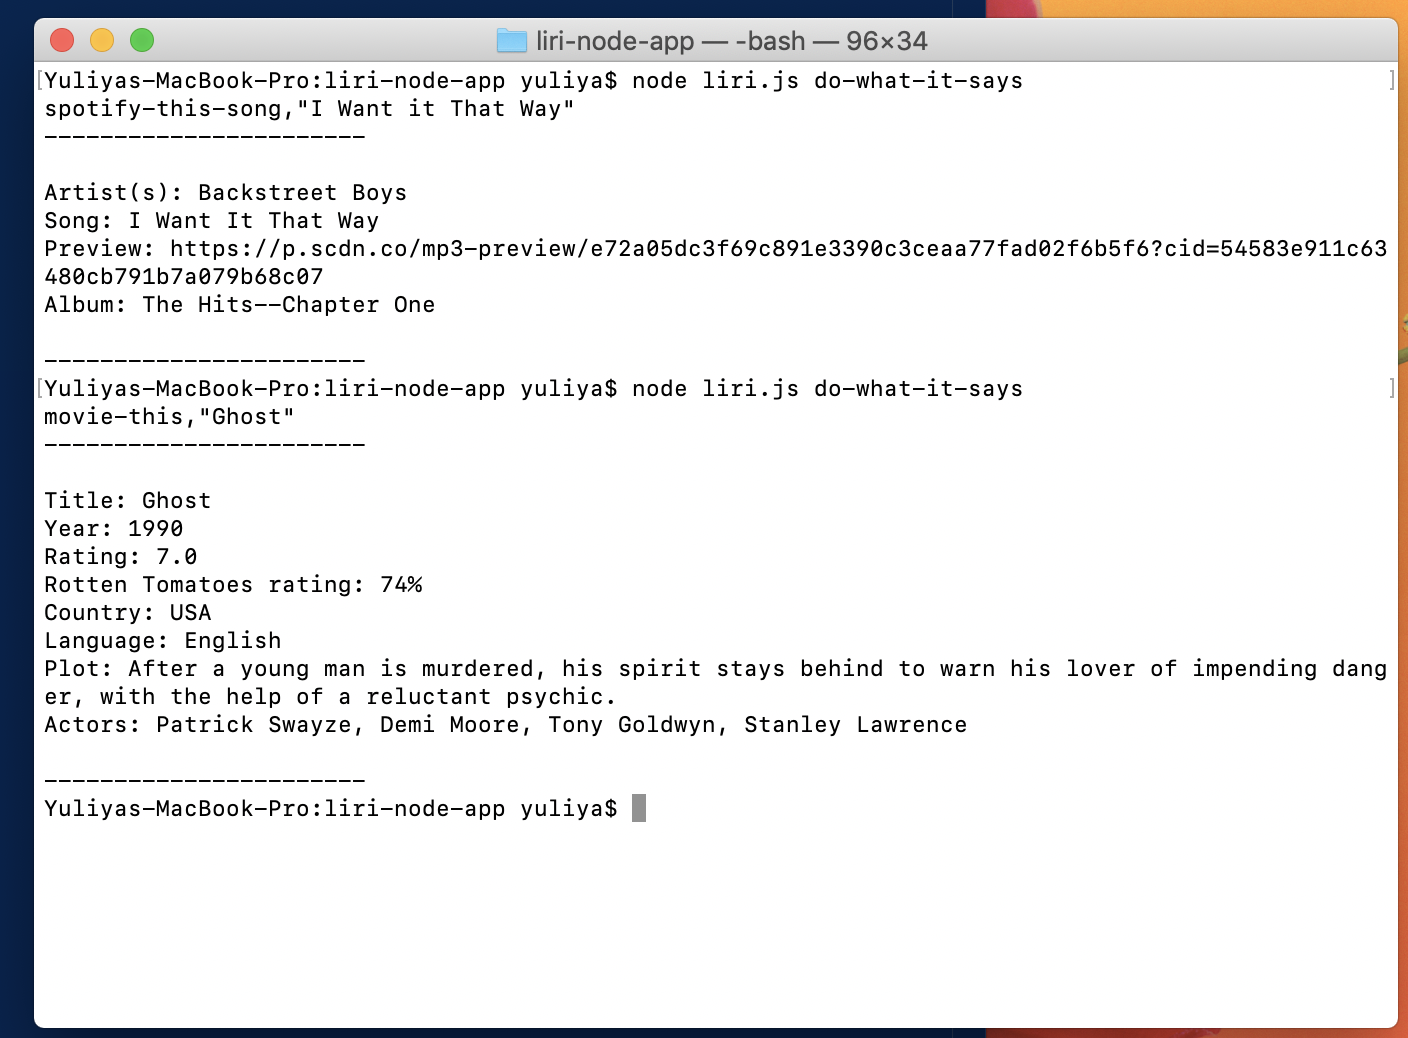 liri-node-app — -bash — 96×34
[Yuliyas-MacBook-Pro:liri-node-app yuliya$ node liri.js do-what-it-says ]
spotify-this-song,"I Want it That Way"
-----------------------
Artist(s): Backstreet Boys
Song: I Want It That Way
Preview: https://p.scdn.co/mp3-preview/e72a05dc3f69c891e3390c3ceaa77fad02f6b5f6?cid=54583e911c63
480cb791b7a079b68c07
Album: The Hits--Chapter One
-----------------------
[Yuliyas-MacBook-Pro:liri-node-app yuliya$ node liri.js do-what-it-says ]
movie-this,"Ghost"
-----------------------
Title: Ghost
Year: 1990
Rating: 7.0
Rotten Tomatoes rating: 74%
Country: USA
Language: English
Plot: After a young man is murdered, his spirit stays behind to warn his lover of impending dang
er, with the help of a reluctant psychic.
Actors: Patrick Swayze, Demi Moore, Tony Goldwyn, Stanley Lawrence
-----------------------
Yuliyas-MacBook-Pro:liri-node-app yuliya$